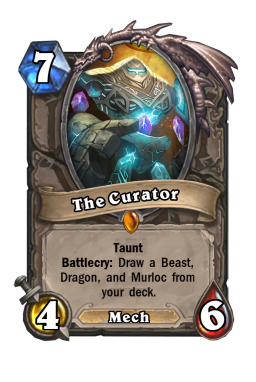 7
The Curator
Taunt
Battlecry: Draw a Beast,
Dragon, and Murloc from
your deck.
4
Mech
6